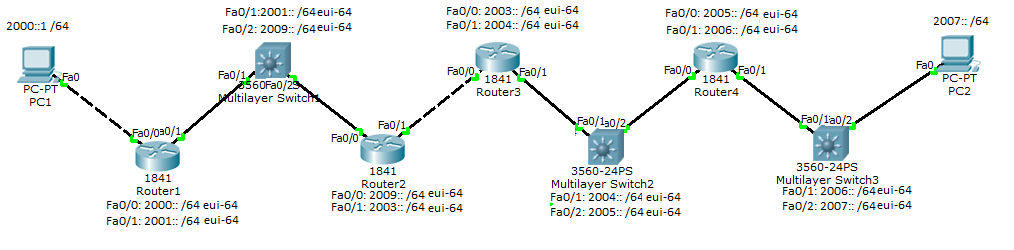 2000::1 /64
Fa0
PC-PT
PC1
Fa0/0
Fa0/1
1841
Router1
Fa0/0: 2000:: /64 eui-64
Fa0/1: 2001:: /64 eui-64
Fa0/1:2001:: /64 eui-64
Fa0/2: 2009:: /64 eui-64
Fa0/1
Fa0/2
Multilayer Switch1
Fa0/0
Fa0/1
1841
Router2
Fa0/0: 2009:: /64 eui-64
Fa0/1: 2003:: /64 eui-64
Fa0/0: 2003:: /64 eui-64
Fa0/1: 2004:: /64 eui-64
Fa0/0
Fa0/1
1841
Router3
Fa0/1
a0/2
3560-24PS
Multilayer Switch2
Fa0/1: 2004:: /64 eui-64
Fa0/2: 2005:: /64 eui-64
Fa0/0: 2005:: /64 eui-64
Fa0/1: 2006:: /64 eui-64
Fa0/0
Fa0/1
1841
Router4
Fa0/1
a0/2
3560-24PS
Multilayer Switch3
Fa0/1: 2006:: /64 eui-64
Fa0/2: 2007:: /64 eui-64
2007:: /64
Fa0
PC-PT
PC2